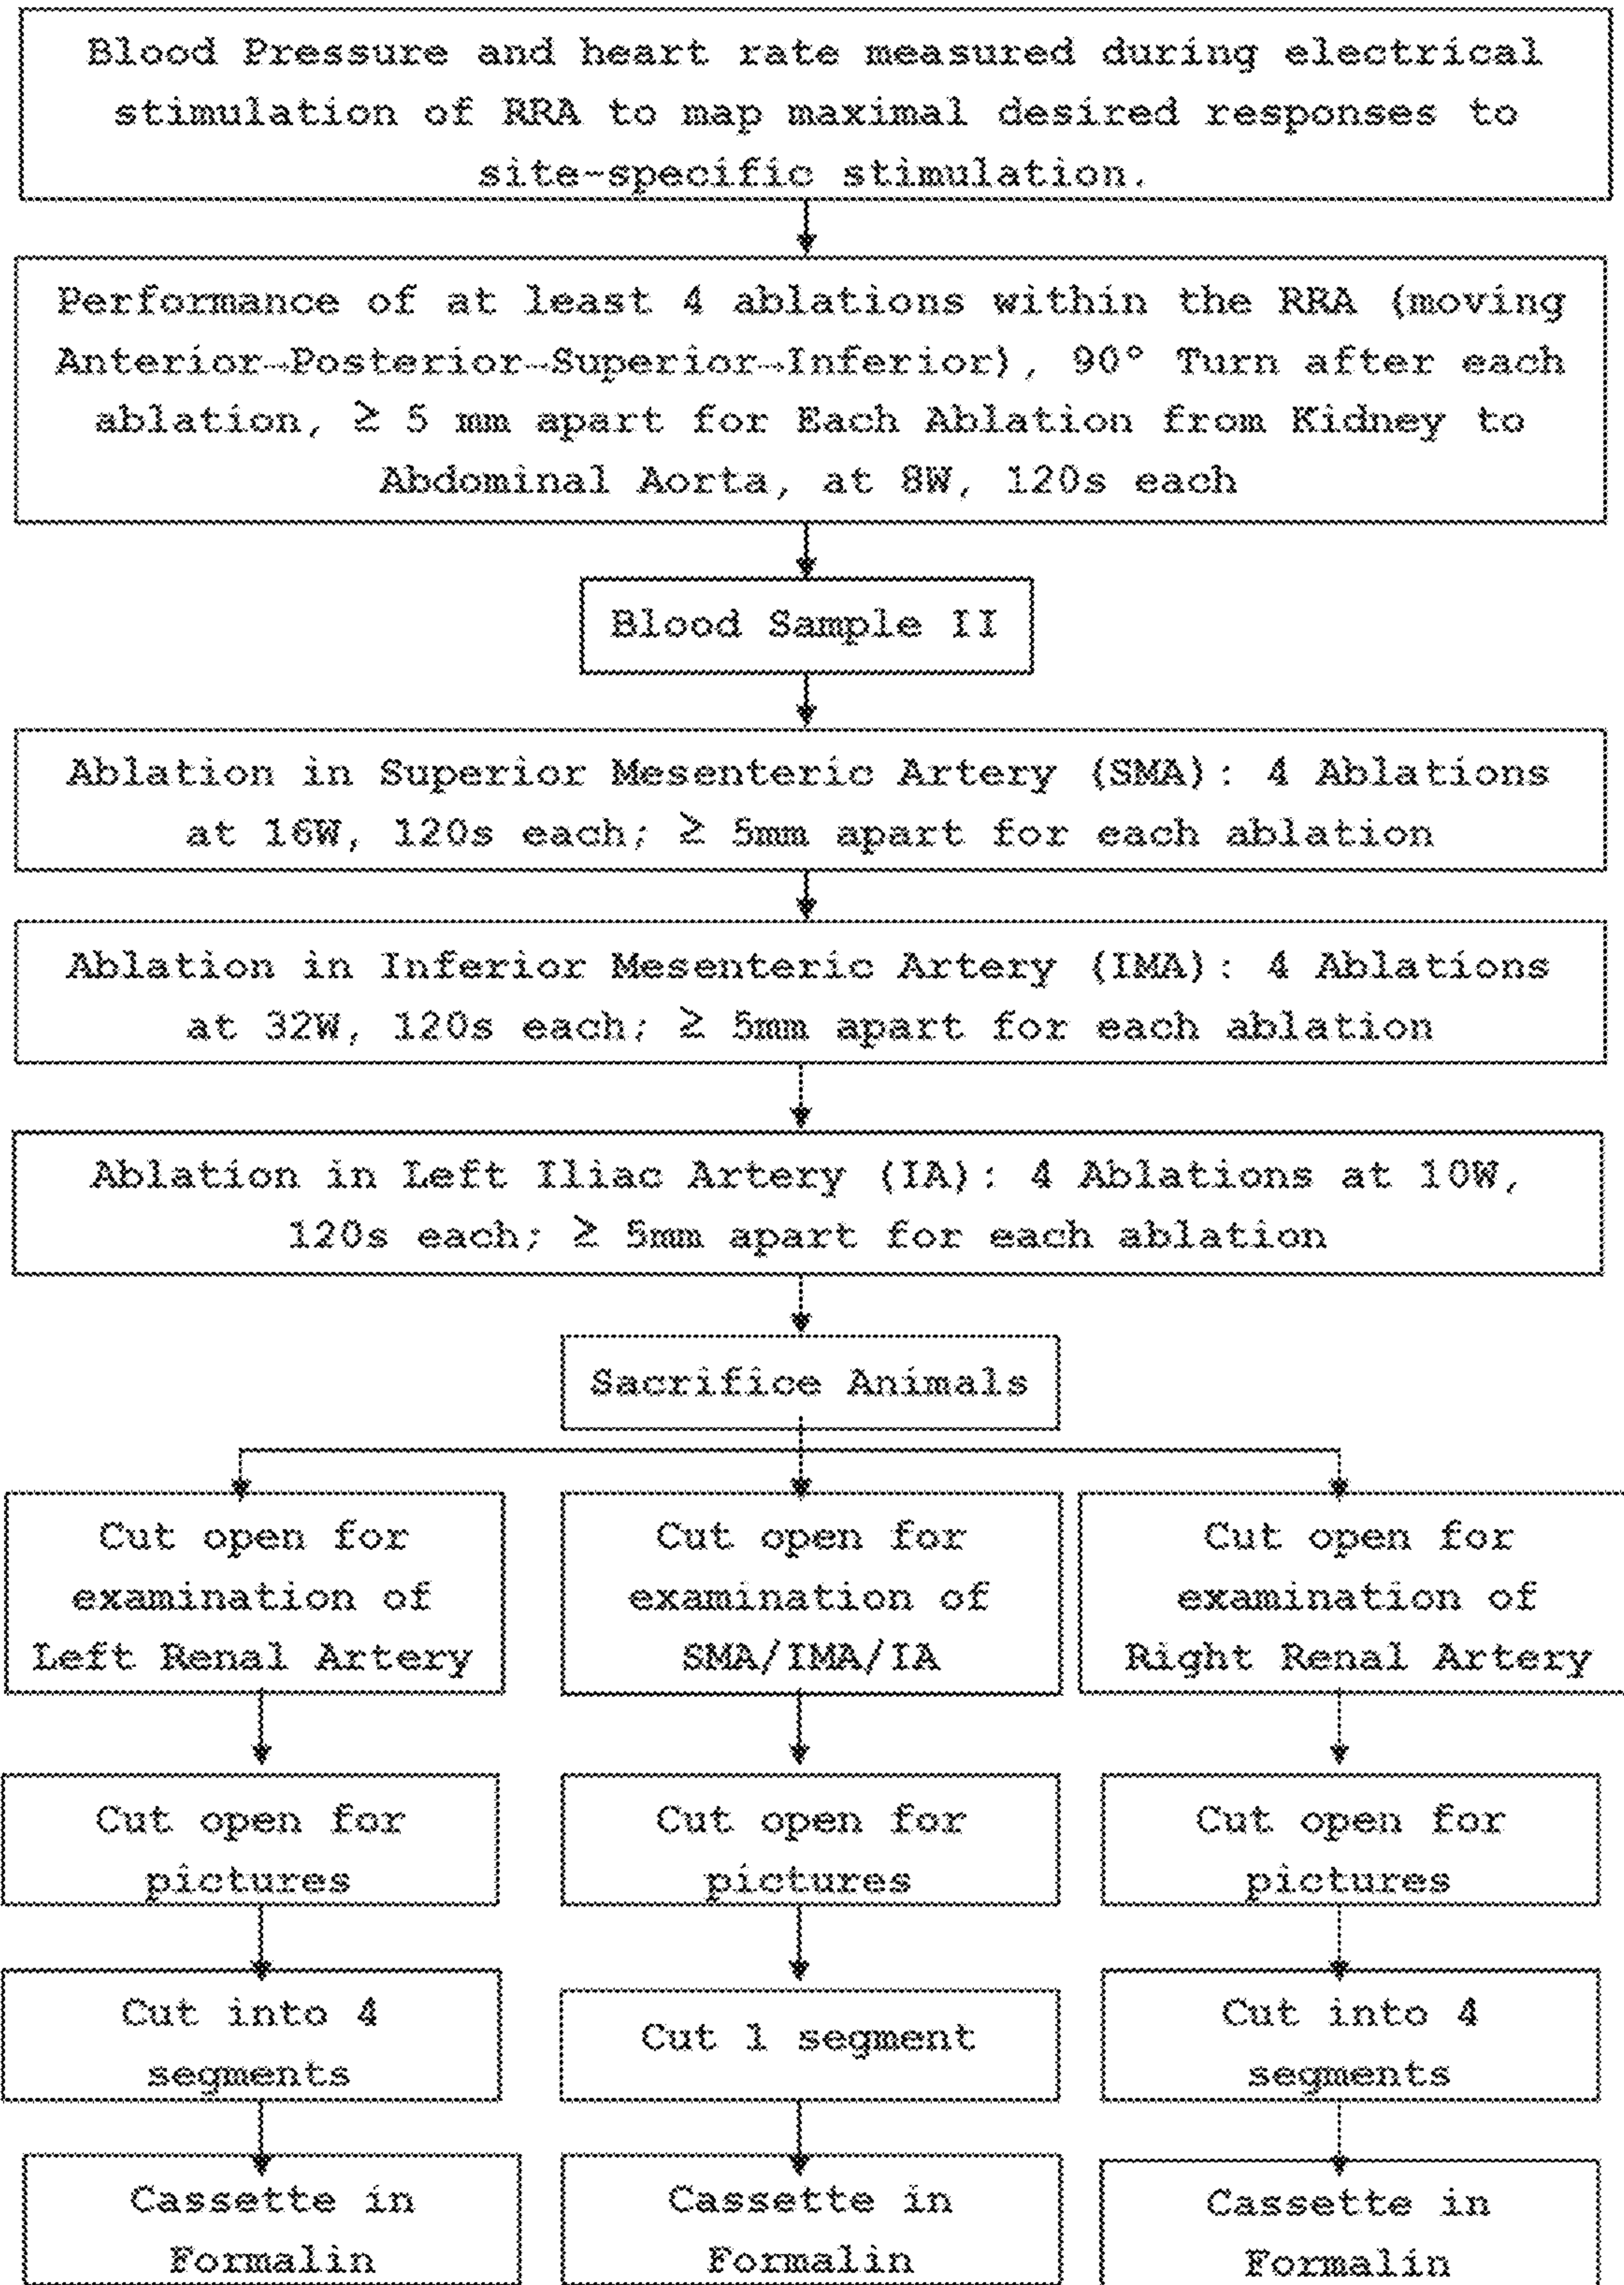 Blood Pressure and heart rate measured during electrical
stimulation of RRA to map maximal desired responses to
site-specific stimulation.
Performance of at least 4 ablations within the RRA (moving
Anterior→Posterior→Superior→Inferior), 90° Turn after each
ablation, ≥ 5 mm apart for Each Ablation from Kidney to
Abdominal Aorta, at 8W, 120s each
Blood Sample II
Ablation in Superior Mesenteric Artery (SMA): 4 Ablations
at 16W, 120s each; ≥ 5mm apart for each ablation
Ablation in Inferior Mesenteric Artery (IMA): 4 Ablations
at 32W, 120s each; ≥ 5mm apart for each ablation
Ablation in Left Iliac Artery (IA): 4 Ablations at 10W,
120s each; ≥ 5mm apart for each ablation
Sacrifice Animals
Cut open for
examination of
Left Renal Artery
Cut open for
examination of
SMA/IMA/IA
Cut open for
examination of
Right Renal Artery
Cut open for
pictures
Cut open for
pictures
Cut open for
pictures
Cut into 4
segments
Cut 1 segment
Cut into 4
segments
Cassette in
Formalin
Cassette in
Formalin
Cassette in
Formalin